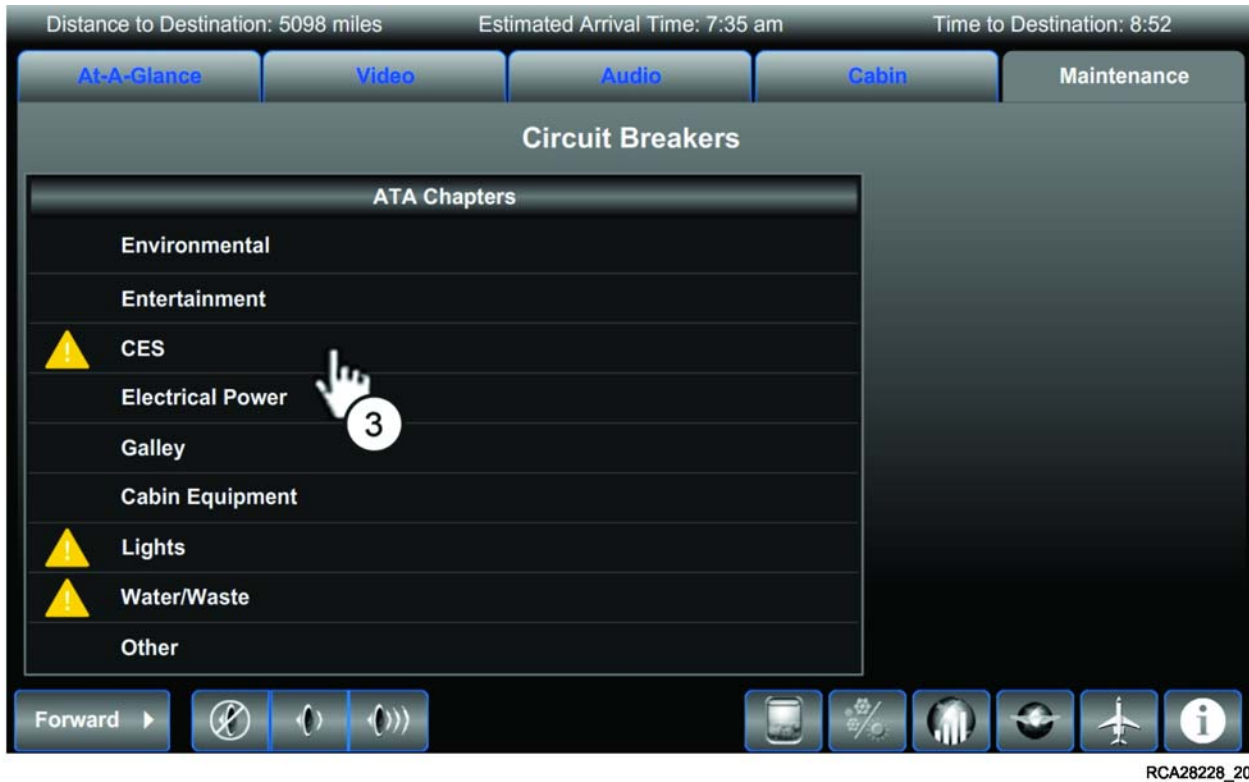 Distance to Destination: 5098 miles Estimated Arrival Time: 7:35 am Time to Destination: 8:52
At-A-Glance Video Audio Cabin Maintenance
Circuit Breakers
ATA Chapters
Environmental
Entertainment
! CES
Electrical Power
3
Galley
Cabin Equipment
! Lights
! Water/Waste
Other
Forward i
RCA28228_20